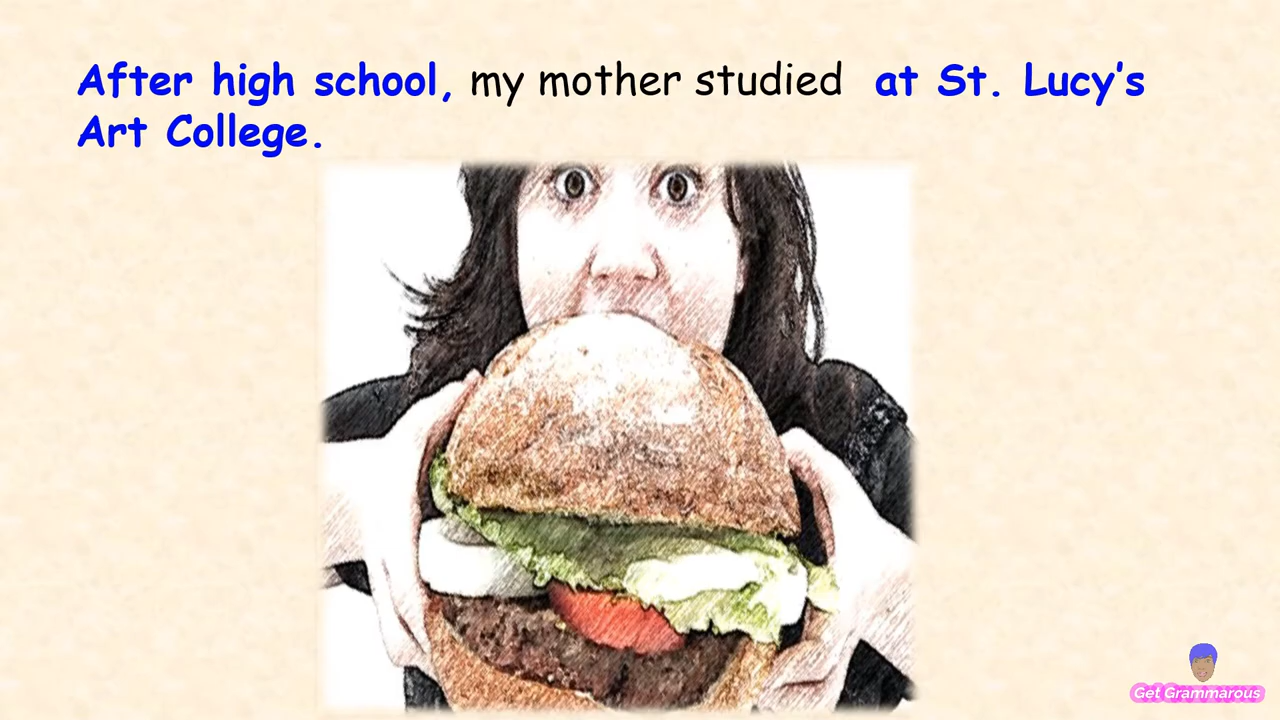 After high school, my mother studied at St. Lucy's
Art College.
Get Grammarous